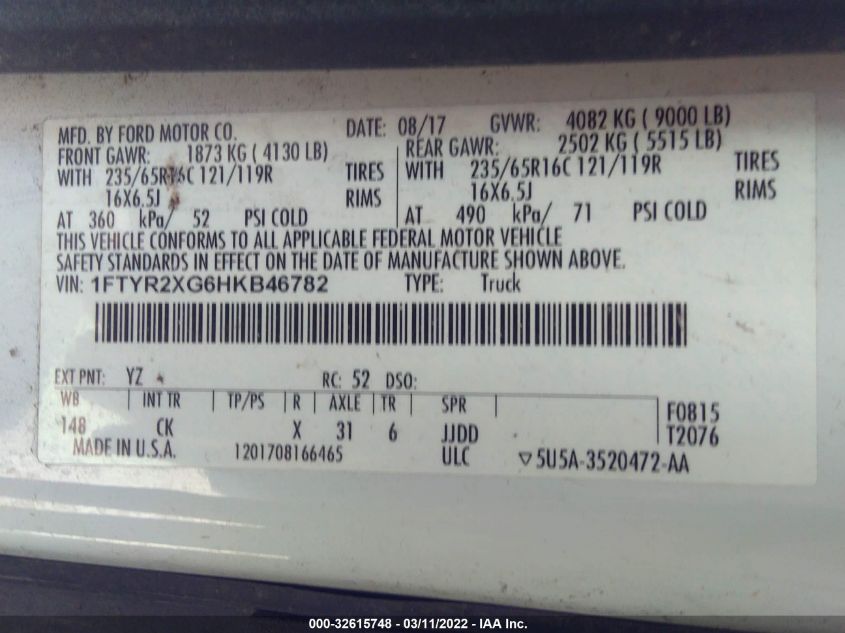 MFD. BY FORD MOTOR CO. DATE: 08/17 GVWR: 4082 KG ( 9000 LB)
FRONT GAWR: 1873 KG ( 4130 LB) REAR GAWR: 2502 KG ( 5515 LB)
WITH 235/65R16C 121/119R TIRES WITH 235/65R16C 121/119R TIRES
16X6.5J RIMS 16X6.5J RIMS
AT 360 kPa/ 52 PSI COLD AT 490 kPa/ 71 PSI COLD
THIS VEHICLE CONFORMS TO ALL APPLICABLE FEDERAL MOTOR VEHICLE
SAFETY STANDARDS IN EFFECT ON THE DATE OF MANUFACTURE SHOWN ABOVE.
VIN: 1FTYR2XG6HKB46782 TYPE: Truck
EXT PNT: YZ RC: 52 DSO:
WB INT TR TP/PS R AXLE TR SPR F0815
148 CK X 31 6 JJDD T2076
MADE IN U.S.A. 1201708166465 ULC ▽5U5A-3520472-AA
000-32615748 - 03/11/2022 - IAA Inc.